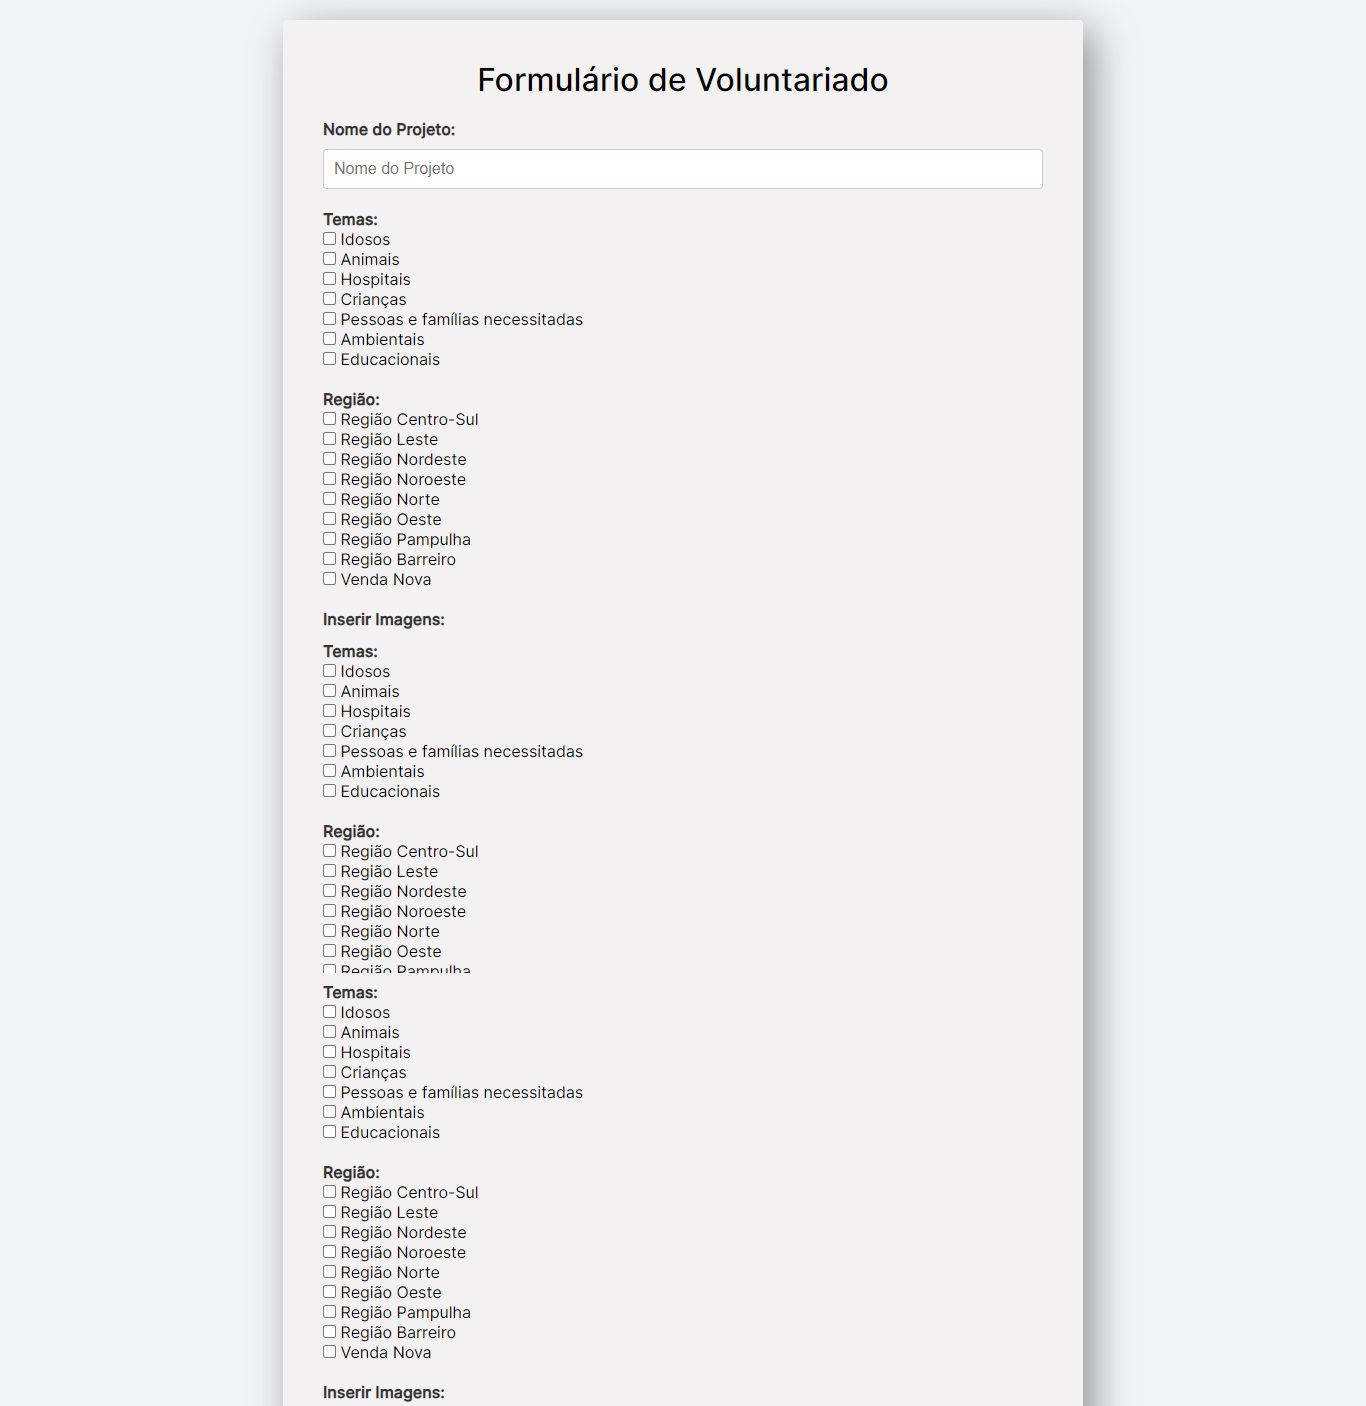 Formulário de Voluntariado
Nome do Projeto:
Nome do Projeto
Temas:
Idosos
Animais
Hospitais
Crianças
Pessoas e famílias necessitadas
Ambientais
Educacionais
Região:
Região Centro-Sul
Região Leste
Região Nordeste
Região Noroeste
Região Norte
Região Oeste
Região Pampulha
Região Barreiro
Venda Nova
Inserir Imagens:
Temas:
Idosos
Animais
Hospitais
Crianças
Pessoas e famílias necessitadas
Ambientais
Educacionais
Região:
Região Centro-Sul
Região Leste
Região Nordeste
Região Noroeste
Região Norte
Região Oeste
Região Pampulha
Temas:
Idosos
Animais
Hospitais
Crianças
Pessoas e famílias necessitadas
Ambientais
Educacionais
Região:
Região Centro-Sul
Região Leste
Região Nordeste
Região Noroeste
Região Norte
Região Oeste
Região Pampulha
Região Barreiro
Venda Nova
Inserir Imagens: